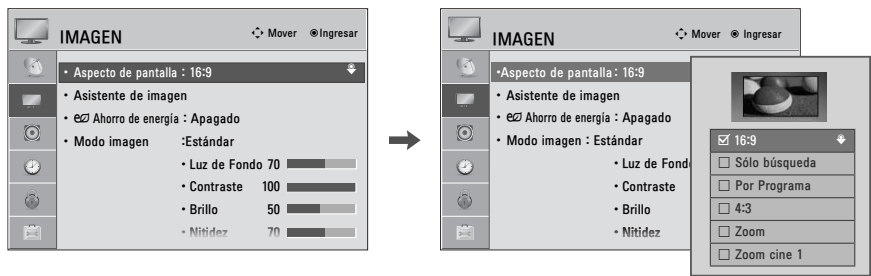 IMAGEN Mover Ingresar
• Aspecto de pantalla : 16:9
• Asistente de imagen
• Ahorro de energía : Apagado
• Modo imagen :Estándar
• Luz de Fondo 70
• Contraste 100
• Brillo 50
• Nitidez 70
IMAGEN Mover Ingresar
•Aspecto de pantalla : 16:9
• Asistente de imagen
• Ahorro de energía : Apagado
• Modo imagen : Estándar
• Luz de Fondo
• Contraste
• Brillo
• Nitidez
16:9
Sólo búsqueda
Por Programa
4:3
Zoom
Zoom cine 1